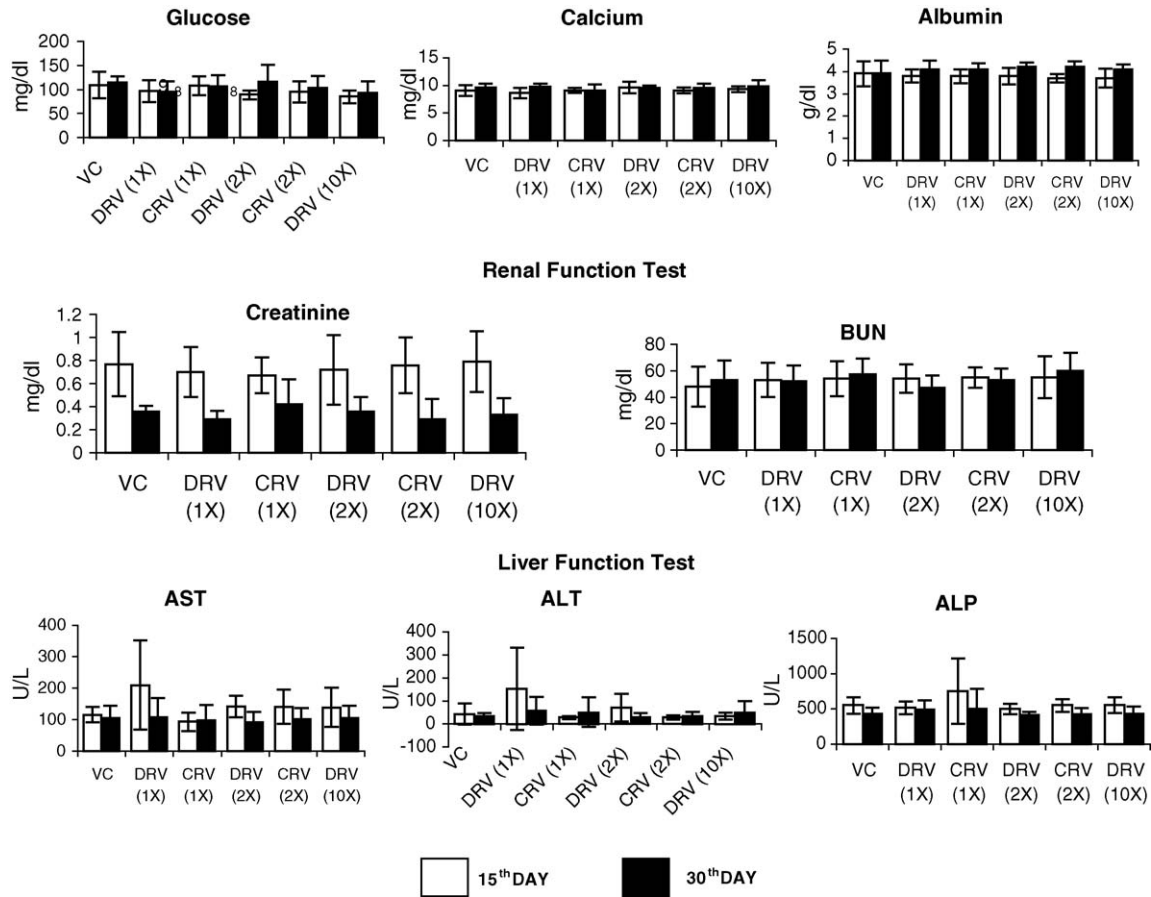 Glucose
mg/dl
200
150
100
50
0
9 8 8
VC
DRV (1X)
CRV (1X)
DRV (2X)
CRV (2X)
DRV (10X)
Calcium
mg/dl
15
10
5
0
VC DRV CRV DRV CRV DRV
(1X) (1X) (2X) (2X) (10X)
Albumin
g/dl
5
4
3
2
1
0
VC DRV CRV DRV CRV DRV
(1X) (1X) (2X) (2X) (10X)
Renal Function Test
Creatinine
mg/dl
1.2
1
0.8
0.6
0.4
0.2
0
VC DRV CRV DRV CRV DRV
(1X) (1X) (2X) (2X) (10X)
BUN
mg/dl
80
60
40
20
0
VC DRV CRV DRV CRV DRV
(1X) (1X) (2X) (2X) (10X)
Liver Function Test
AST
U/L
400
300
200
100
0
VC DRV CRV DRV CRV DRV
(1X) (1X) (2X) (2X) (10X)
ALT
U/L
400
300
200
100
0
-100
VC
DRV (1X)
CRV (1X)
DRV (2X)
CRV (2X)
DRV (10X)
ALP
U/L
1500
1000
500
0
VC DRV CRV DRV CRV DRV
(1X) (1X) (2X) (2X) (10X)
15th DAY
30th DAY